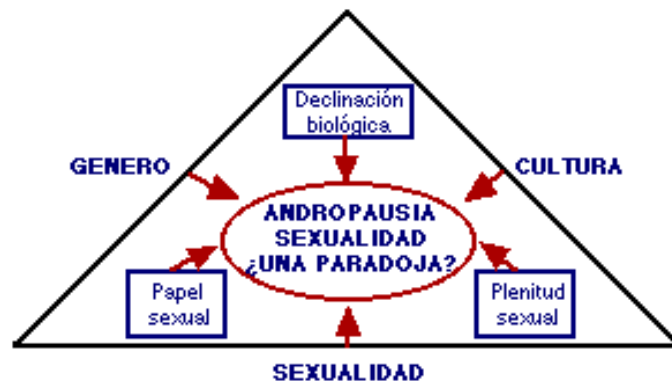 Declinación
biológica
GENERO
CULTURA
ANDROPAUSIA
SEXUALIDAD
¿UNA PARADOJA?
Papel
sexual
Plenitud
sexual
SEXUALIDAD